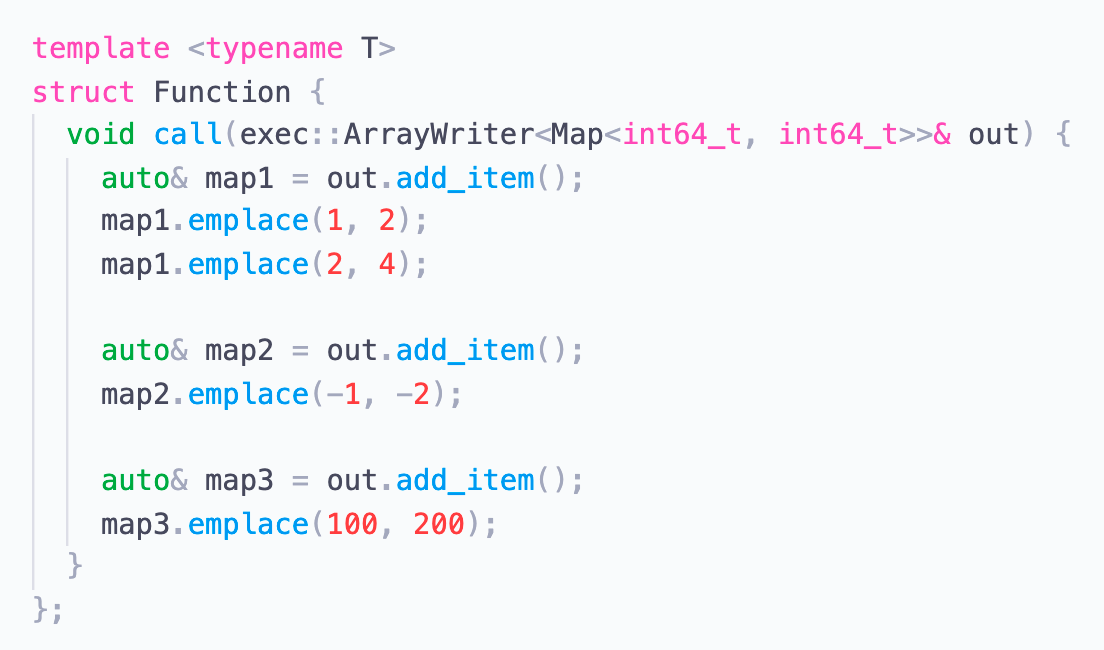 template <typename T>
struct Function {
  void call(exec::ArrayWriter<Map<int64_t, int64_t>>& out) {
    auto& map1 = out.add_item();
    map1.emplace(1, 2);
    map1.emplace(2, 4);

    auto& map2 = out.add_item();
    map2.emplace(-1, -2);

    auto& map3 = out.add_item();
    map3.emplace(100, 200);
  }
};